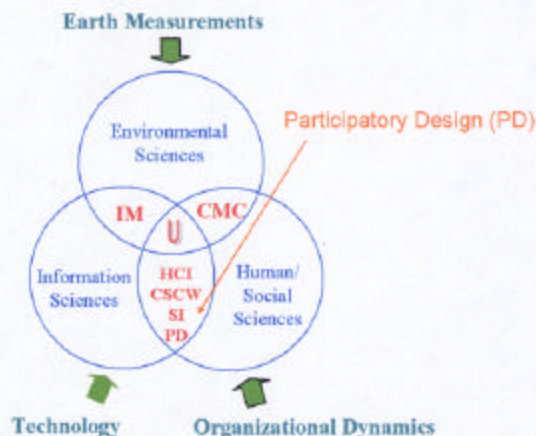 Earth Measurements
Environmental
Sciences
Participatory Design (PD)
IM
CMC
U
Information
Sciences
HCI
CSCW
SI
PD
Human/
Social
Sciences
Technology
Organizational Dynamics